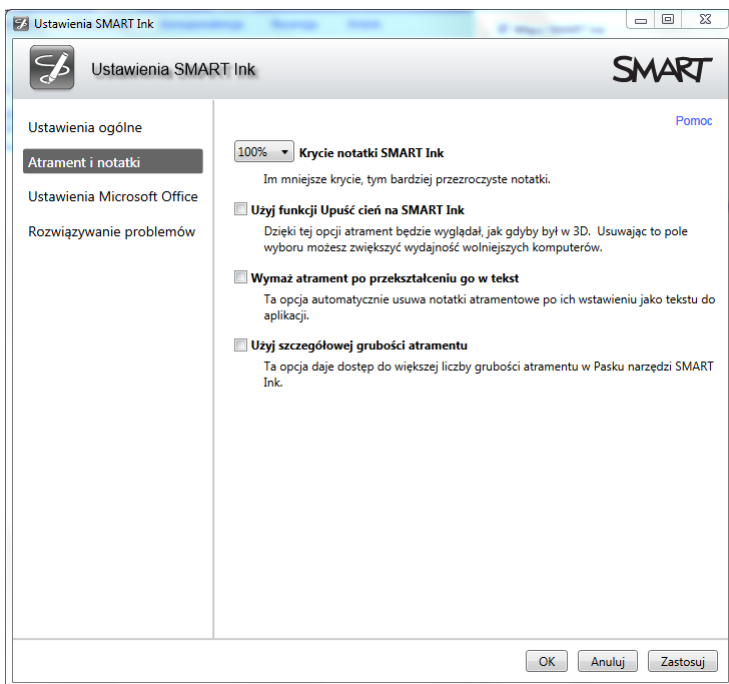 Ustawienia SMART Ink
Ustawienia SMART Ink
SMART
Pomoc
Ustawienia ogólne
Atrament i notatki
Ustawienia Microsoft Office
Rozwiązywanie problemów
100% Krycie notatki SMART Ink
Im mniejsze krycie, tym bardziej przezroczyste notatki.
Użyj funkcji Upuść cień na SMART Ink
Dzięki tej opcji atrament będzie wyglądał, jak gdyby był w 3D. Usuwając to pole
wyboru możesz zwiększyć wydajność wolniejszych komputerów.
Wymaż atrament po przekształceniu go w tekst
Ta opcja automatycznie usuwa notatki atramentowe po ich wstawieniu jako tekstu do
aplikacji.
Użyj szczegółowej grubości atramentu
Ta opcja daje dostęp do większej liczby grubości atramentu w Pasku narzędzi SMART
Ink.
OK Anuluj Zastosuj